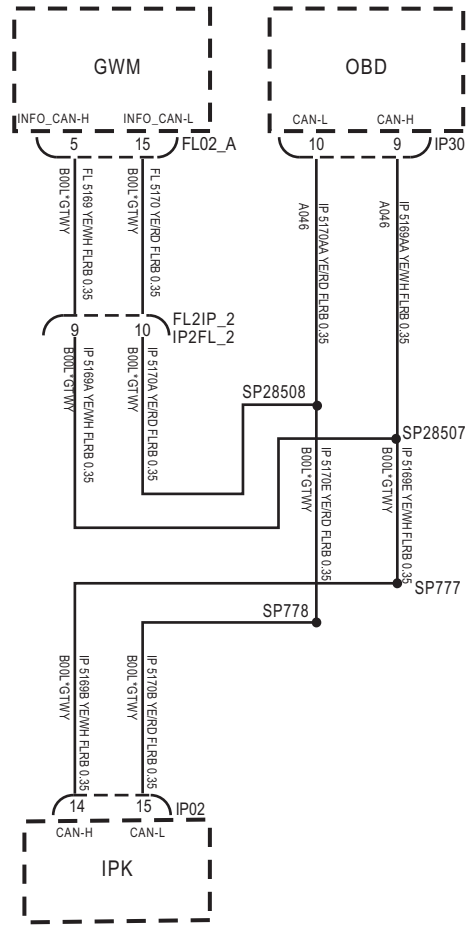 GWM
OBD
INFO_CAN-H
INFO_CAN-L
CAN-L
CAN-H
5
15
FL02_A
10
9
IP30
FL 5169 YE/WH FLRB 0.35
B00L*GTWY
FL 5170 YE/RD FLRB 0.35
B00L*GTWY
IP 5170AA YE/RD FLRB 0.35
A046
IP 5169AA YE/WH FLRB 0.35
A046
FL2IP_2
IP2FL_2
9
10
IP 5169A YE/WH FLRB 0.35
B00L*GTWY
IP 5170A YE/RD FLRB 0.35
B00L*GTWY
SP28508
SP28507
IP 5170E YE/RD FLRB 0.35
B00L*GTWY
IP 5169E YE/WH FLRB 0.35
B00L*GTWY
SP777
SP778
IP 5169B YE/WH FLRB 0.35
B00L*GTWY
IP 5170B YE/RD FLRB 0.35
B00L*GTWY
14
15
IP02
CAN-H
CAN-L
IPK